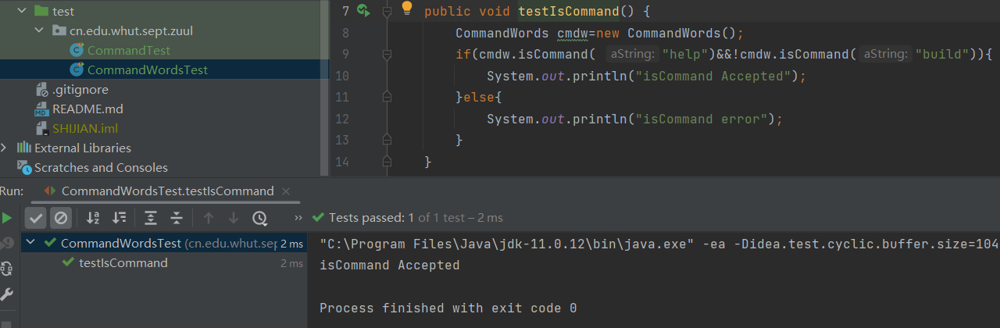 test
cn.edu.whut.sept.zuul
CommandTest
CommandWordsTest
.gitignore
README.md
SHIJIAN.iml
External Libraries
Scratches and Consoles
7 public void testIsCommand() {
8 CommandWords cmdw=new CommandWords();
9 if(cmdw.isCommand( aString: "help")&&!cmdw.isCommand( aString: "build")){
10 System.out.println("isCommand Accepted");
11 }else{
12 System.out.println("isCommand error");
13 }
14 }
Run: CommandWordsTest.testIsCommand
Tests passed: 1 of 1 test – 2 ms
CommandWordsTest (cn.edu.whut.sep 2 ms
testIsCommand 2 ms
"C:\Program Files\Java\jdk-11.0.12\bin\java.exe" -ea -Didea.test.cyclic.buffer.size=104
isCommand Accepted
Process finished with exit code 0